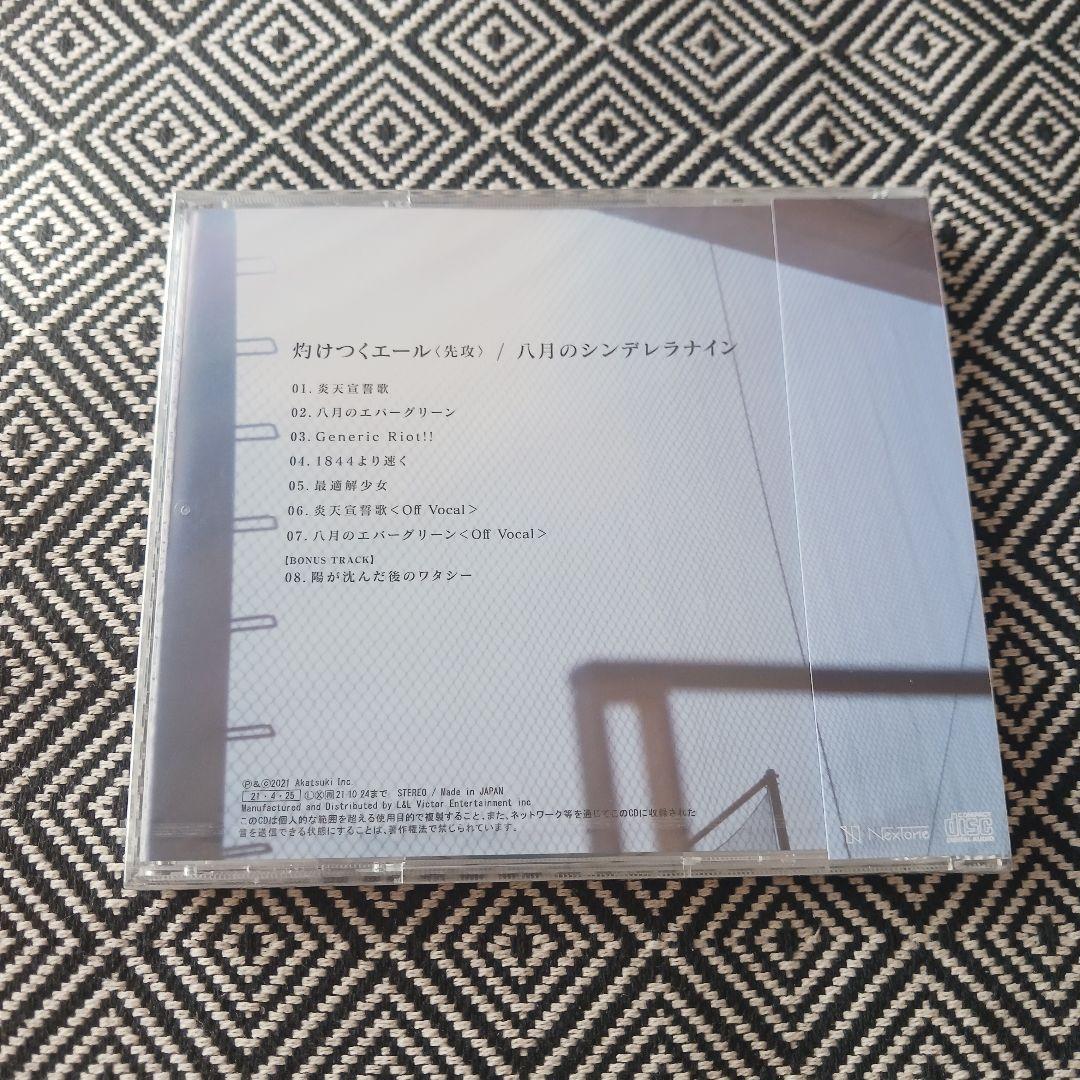 灼けつくエール〈先攻〉 / 八月のシンデレラナイン
01. 炎天宣誓歌
02. 八月のエバーグリーン
03. Generic Riot!!
04. 1844より速く
05. 最適解少女
06. 炎天宣誓歌<Off Vocal>
07. 八月のエバーグリーン<Off Vocal>
【BONUS TRACK】
08. 陽が沈んだ後のワタシー
Ⓟ&Ⓒ2021 Akatsuki Inc.
21・4・25 Ⓛ Ⓧ 21・10・24まで STEREO / Made in JAPAN
Manufactured and Distributed by L&L Victor Entertainment inc
このCDは個人的な範囲を超える使用目的で複製すること、また、ネットワーク等を通じてこのCDに収録された
音を送信できる状態にすることは、著作権法で禁じられています。
NexTone
COMPACT
disc
DIGITAL AUDIO